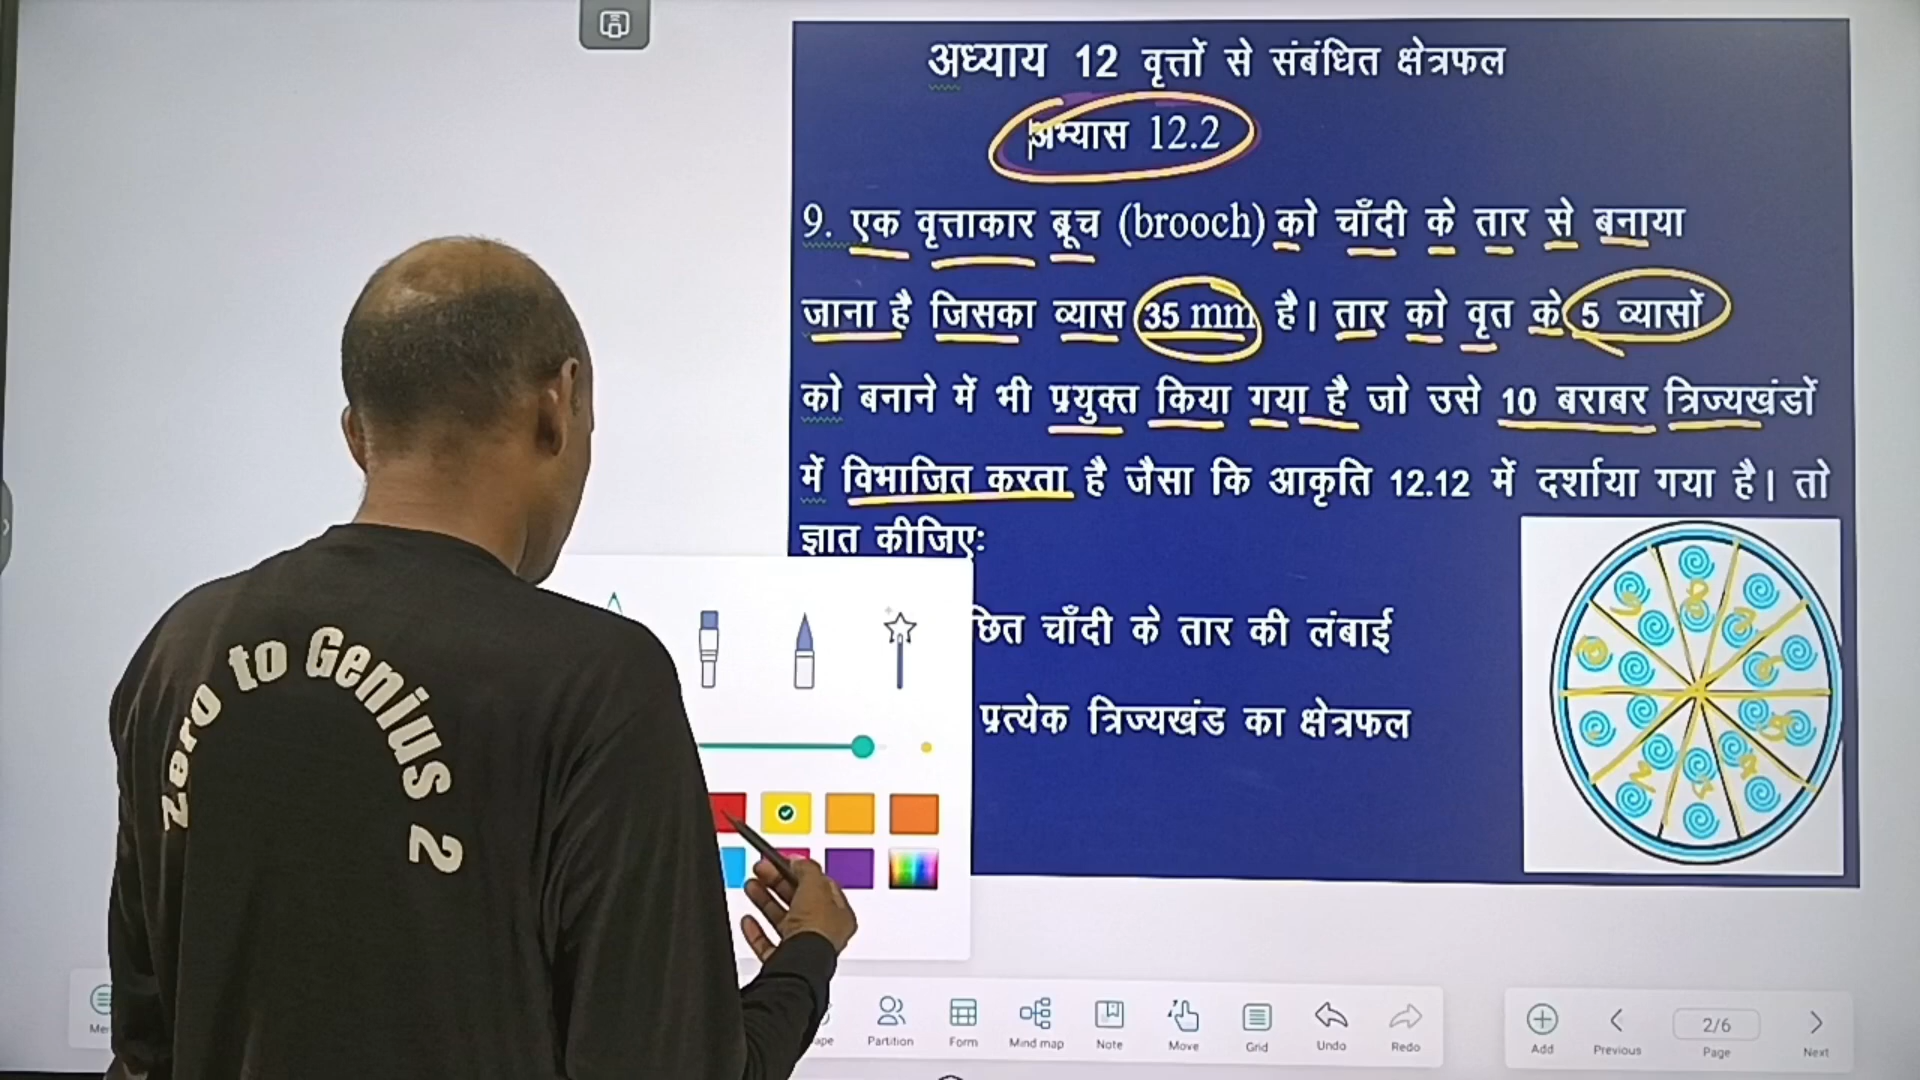 अध्याय 12 वृत्तों से संबंधित क्षेत्रफल
अभ्यास 12.2
9. एक वृत्ताकार ब्रूच (brooch) को चाँदी के तार से बनाया
जाना है जिसका व्यास 35 mm है। तार को वृत के 5 व्यासों
को बनाने में भी प्रयुक्त किया गया है जो उसे 10 बराबर त्रिज्यखंडों
में विभाजित करता है जैसा कि आकृति 12.12 में दर्शाया गया है। तो
ज्ञात कीजिए:
चाँदी के तार की लंबाई
प्रत्येक त्रिज्यखंड का क्षेत्रफल
Zero to Genius 2
Partition
Form
Mind map
Note
Move
Grid
Undo
Redo
Add
Previous
2/6
Page
Next